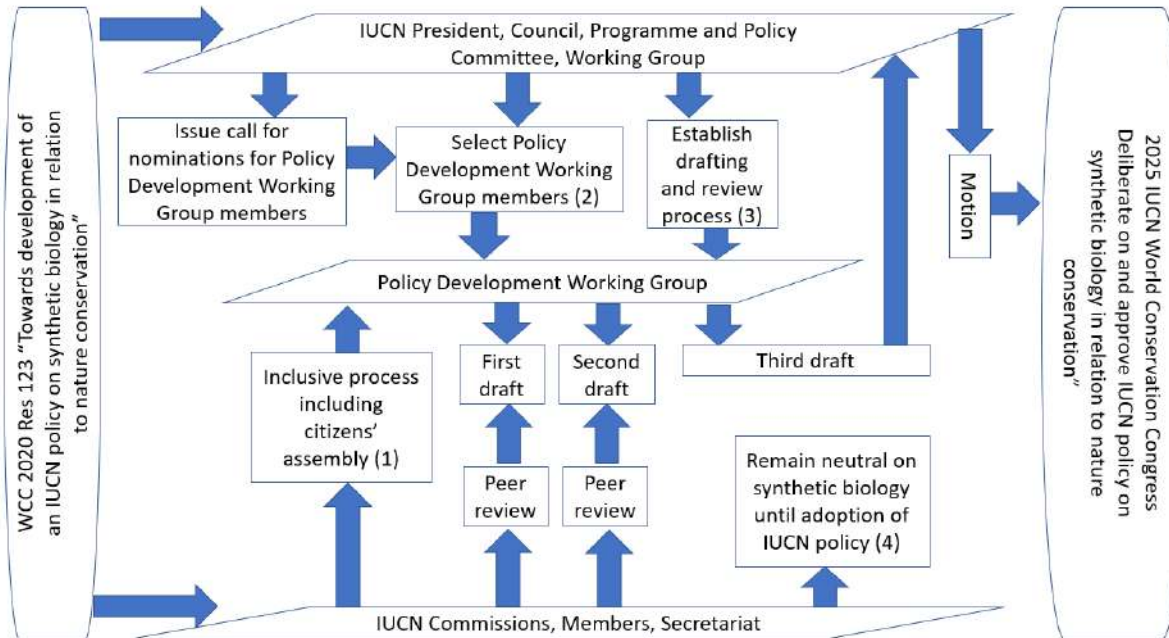 WCC 2020 Res 123 “Towards development of
an IUCN policy on synthetic biology in relation
to nature conservation”
IUCN President, Council, Programme and Policy
Committee, Working Group
Issue call for
nominations for Policy
Development Working
Group members
Select Policy
Development Working
Group members (2)
Establish
drafting
and review
process (3)
Motion
Policy Development Working Group
Inclusive process
including
citizens’
assembly (1)
First
draft
Second
draft
Third draft
Peer
review
Peer
review
Remain neutral on
synthetic biology
until adoption of
IUCN policy (4)
IUCN Commissions, Members, Secretariat
2025 IUCN World Conservation Congress
Deliberate on and approve IUCN policy on
synthetic biology in relation to nature
conservation”